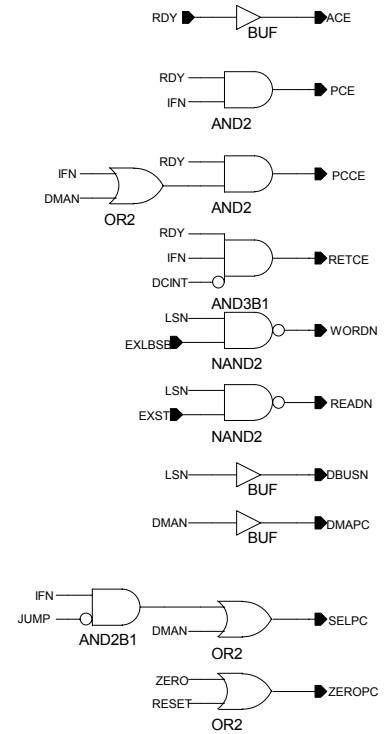 RDY ACE
BUF
RDY
PCE
IFN
AND2
RDY
IFN
PCCE
DMAN
OR2 AND2
RDY
IFN RETCE
DCINT
AND3B1
LSN
WORDN
EXLBSB
NAND2
LSN
READN
EXST
NAND2
LSN DBUSN
BUF
DMAN DMAPC
BUF
IFN
JUMP SELPC
DMAN
AND2B1
OR2
ZERO
ZEROPC
RESET
OR2